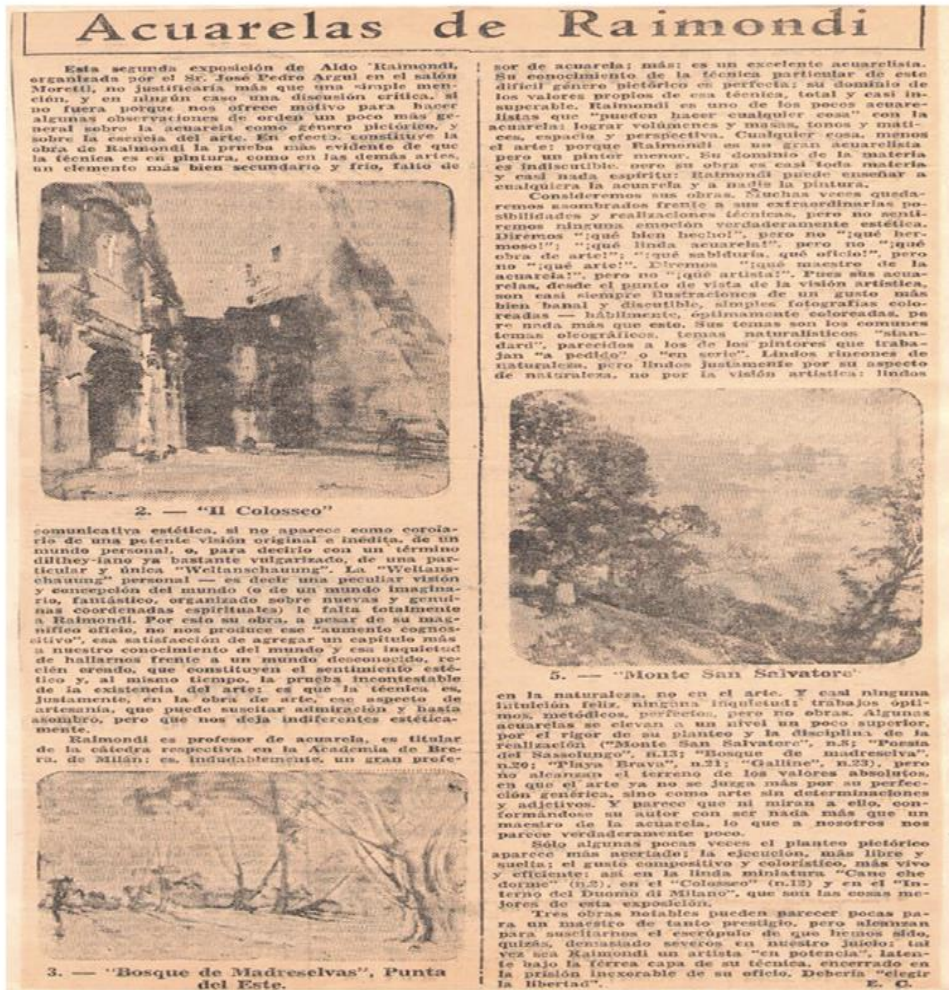 Acuarelas de Raimondi
Esta segunda exposición de Aldo Raimondi,
organizada por el Sr. José Pedro Argul en el salón
Moretti, no justificaría más que una simple men-
ción, y en ningún caso una discusión crítica, si
no fuera porque nos ofrece motivo para hacer
algunas observaciones de orden un poco más ge-
neral sobre la acuarela como género pictórico, y
sobre la esencia del arte. En efecto, constituye la
obra de Raimondi la prueba más evidente de que
la técnica es en pintura, como en las demás artes,
un elemento más bien secundario y frío, falto de
2. — "Il Colosseo"
comunicativa estética, si no aparece como corola-
rio de una potente visión original e inédita, de un
mundo personal, o, para decirlo con un término
dilthey-iano ya bastante vulgarizado, de una par-
ticular y única "Weltanschauung". La "Weltans-
chauung" personal — es decir una peculiar visión
y concepción del mundo (o de un mundo imagina-
rio, fantástico, organizado sobre nuevas y genui-
nas coordenadas espirituales) le falta totalmente
a Raimondi. Por esto su obra, a pesar de su mag-
nífico oficio, no nos produce ese "aumento cognos-
citivo", esa satisfacción de agregar un capítulo más
a nuestro conocimiento del mundo y esa inquietud
de hallarnos frente a un mundo desconocido, re-
cién creado, que constituyen el sentimiento esté-
tico y, al mismo tiempo, la prueba incontestable
de la existencia del arte: es que la técnica es,
justamente, en la obra de arte, ese aspecto de
artesanía, que puede suscitar admiración y hasta
asombro, pero que nos deja indiferentes estética-
mente.
Raimondi es profesor de acuarela, es titular
de la cátedra respectiva en la Academia de Bre-
ra, de Milán; es, indudablemente, un gran profe-
3. — "Bosque de Madreselvas", Punta
del Este.
sor de acuarela; más: es un excelente acuarelista.
Su conocimiento de la técnica particular de este
difícil género pictórico es perfecta; su dominio de
los valores propios de esa técnica, total y casi in-
superable. Raimondi es uno de los pocos acuare-
listas que "pueden hacer cualquier cosa" con la
acuarela: lograr volúmenes y masas, tonos y mati-
ces, espacio y perspectiva. Cualquier cosa, menos
el arte: porque Raimondi es un gran acuarelista
pero un pintor menor. Su dominio de la materia
es indiscutible, pero su obra es casi toda materia
y casi nada espíritu: Raimondi puede enseñar a
cualquiera la acuarela y a nadie la pintura.
Consideremos sus obras. Muchas veces queda-
remos asombrados frente a sus extraordinarias po-
sibilidades y realizaciones técnicas, pero no senti-
remos ninguna emoción verdaderamente estética.
Diremos "¡qué bien hecho!", pero no "¡qué her-
moso!"; "¡qué linda acuarela!", pero no "¡qué
obra de arte!"; "¡qué sabiduría, qué oficio!", pero
no "¡qué arte!". Diremos "¡qué maestro de la
acuarela!", pero no "¡qué artista!". Pues sus acua-
relas, desde el punto de vista de la visión artística,
son casi siempre ilustraciones de un gusto más
bien banal y discutible, simples fotografías colo-
readas — hábilmente, óptimamente coloreadas, pe
ro nada más que esto. Sus temas son los comunes
temas oleográficos, temas naturalísticos "stan-
dard", parecidos a los de los pintores que traba-
jan "a pedido" o "en serie". Lindos rincones de
naturaleza, pero lindos justamente por su aspecto
de naturaleza, no por la visión artística: lindos
5. — "Monte San Salvatore"
en la naturaleza, no en el arte. Y casi ninguna
intuición feliz, ninguna inquietud: trabajos ópti-
mos, metódicos, perfectos, pero no obras. Algunas
acuarelas se elevan a un nivel un poco superior,
por el rigor de su planteo y la disciplina de la
realización ("Monte San Salvatore", n.8; "Poesta
del Sassolungo", n.13; "Bosque de madreselva",
n.20; "Playa Brava", n.21; "Galline", n.23), pero
no alcanzan el terreno de los valores absolutos,
en que el arte ya no se juzga más por su perfec-
ción genérica, sino como arte sin determinaciones
y adjetivos. Y parece que ni miran a ello, con-
formándose su autor con ser nada más que un
maestro de la acuarela, lo que a nosotros nos
parece verdaderamente poco.
Sólo algunas pocas veces el planteo pictórico
aparece más acertado; la ejecución, más libre y
suelta; el gusto compositivo y colorístico, más vivo
y eficiente: así en la linda miniatura "Cane che
dorme" (n.2), en el "Colosseo" (n.12) y en el "In-
terno del Duomo di Milano", que son las cosas me-
jores de esta exposición.
Tres obras notables pueden parecer pocas pa-
ra un maestro de tanto prestigio, pero alcanzan
para suscitarnos el escrúpulo de que hemos sido,
quizás, demasiado severos en nuestro juicio: tal
vez sea Raimondi un artista "en potencia", laten-
te bajo la férrea capa de su técnica, encerrado en
la prisión inexorable de su oficio. Debería "elegir
la libertad". E. C.